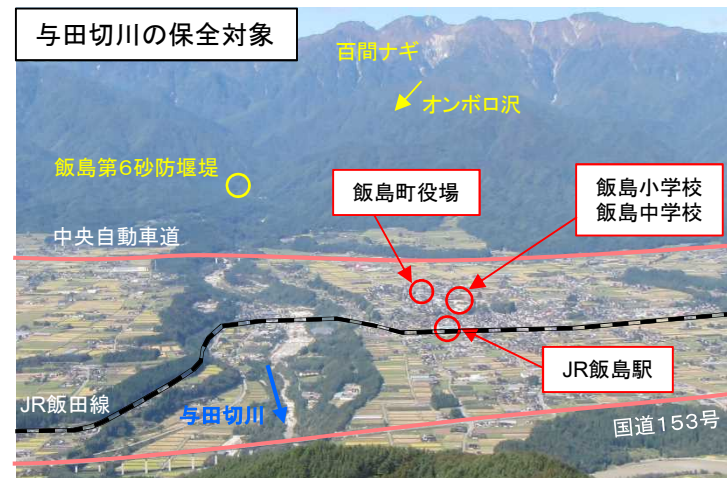 与田切川の保全対象
百間ナギ
オンボロ沢
飯島第6砂防堰堤
飯島町役場
飯島小学校
飯島中学校
中央自動車道
JR飯島駅
JR飯田線
与田切川
国道153号